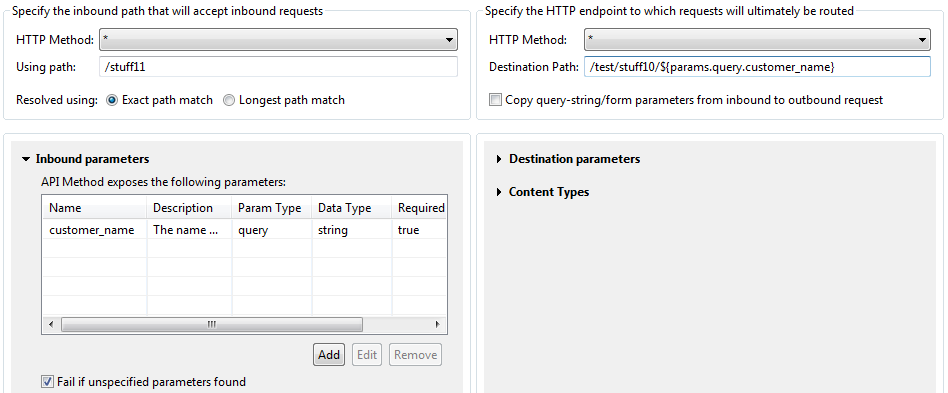 Specify the inbound path that will accept inbound requests
HTTP Method: *
Using path: /stuff11
Resolved using: Exact path match Longest path match
Inbound parameters
API Method exposes the following parameters:
Name Description Param Type Data Type Required
customer_name The name ... query string true
Add Edit Remove
Fail if unspecified parameters found
Specify the HTTP endpoint to which requests will ultimately be routed
HTTP Method: *
Destination Path: /test/stuff10/${params.query.customer_name}
Copy query-string/form parameters from inbound to outbound request
Destination parameters
Content Types